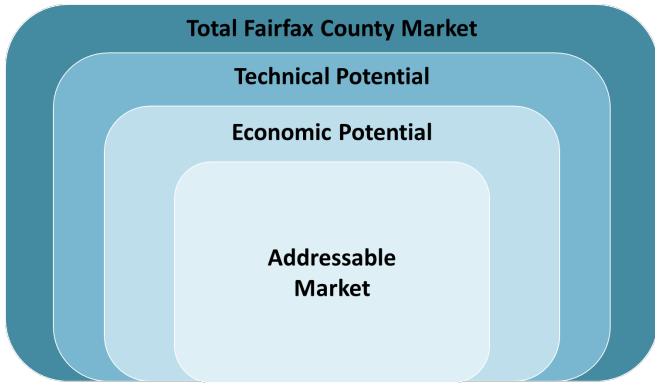 Total Fairfax County Market
Technical Potential
Economic Potential
Addressable
Market